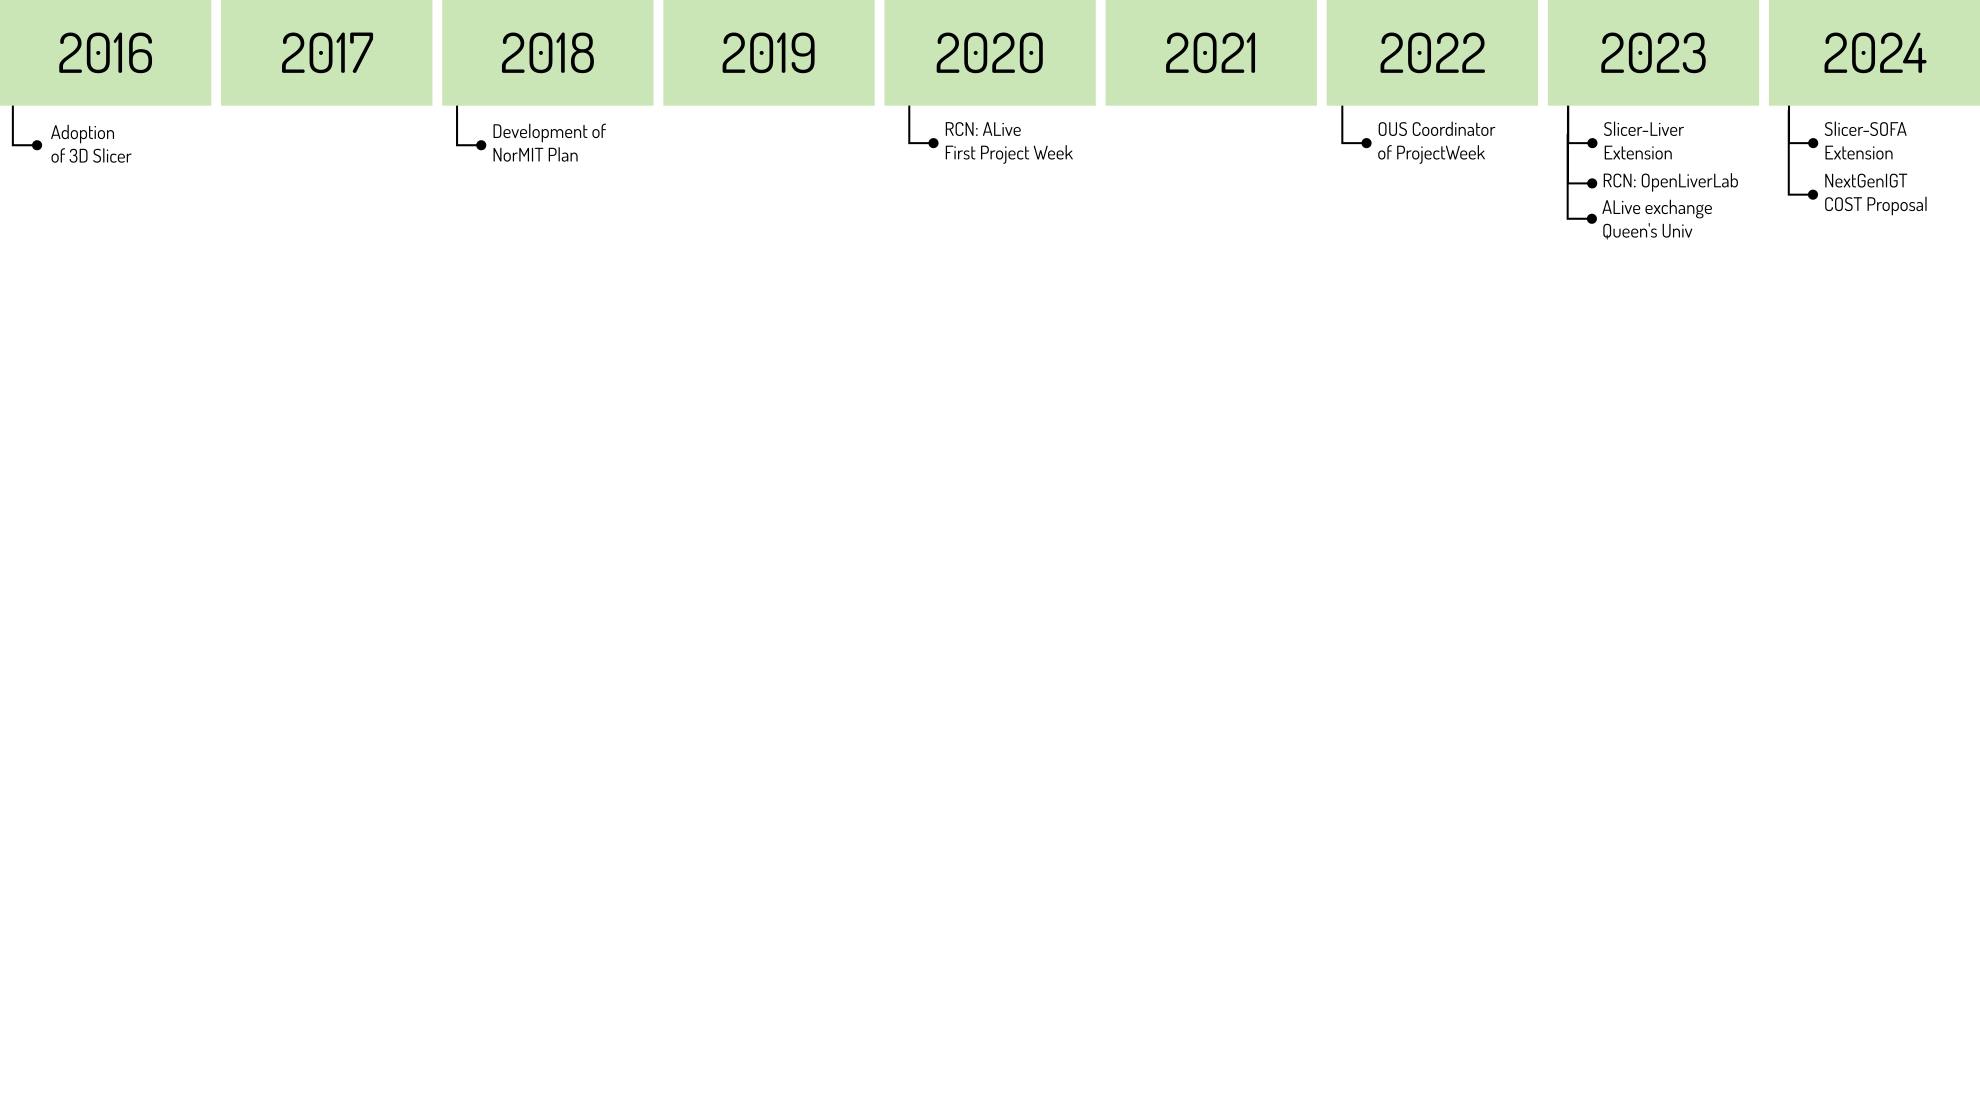 2016
2017
2018
2019
2020
2021
2022
2023
2024
Adoption
of 3D Slicer
Development of
NorMIT Plan
RCN: ALive
First Project Week
OUS Coordinator
of ProjectWeek
Slicer-Liver
Extension
RCN: OpenLiverLab
ALive exchange
Queen's Univ
Slicer-SOFA
Extension
NextGenIGT
COST Proposal